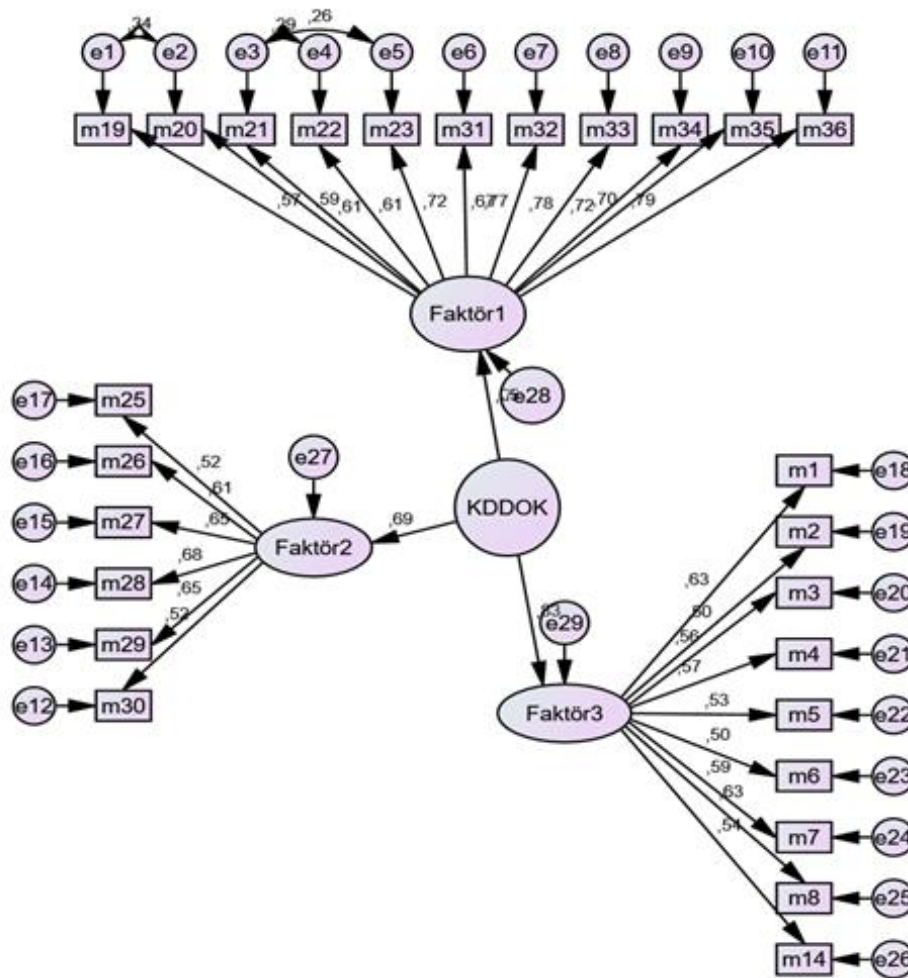 ,24 ,29 ,26
e1 e2 e3 e4 e5 e6 e7 e8 e9 e10 e11
m19 m20 m21 m22 m23 m31 m32 m33 m34 m35 m36
,57 ,59 ,61 ,61 ,72 ,67 ,77 ,78 ,72 ,70 ,79
Faktör1
e28
e17 m25
e16 m26
e15 m27
e14 m28
e13 m29
e12 m30
,52
,61
,65
,68
,65
,52
e27
Faktör2
,69
KDDOK
e29
Faktör3
,63
,50
,56
,57
,53
,50
,59
,63
,54
m1 e18
m2 e19
m3 e20
m4 e21
m5 e22
m6 e23
m7 e24
m8 e25
m14 e26